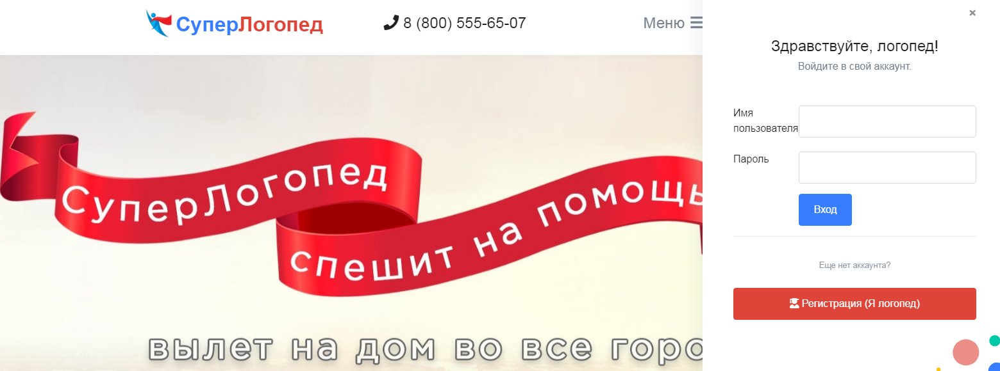 СуперЛогопед
8 (800) 555-65-07
Меню
СуперЛогопед
спешит на помощь
вылет на дом во все горо
×
Здравствуйте, логопед!
Войдите в свой аккаунт.
Имя
пользователя
Пароль
Вход
Еще нет аккаунта?
Регистрация (Я логопед)